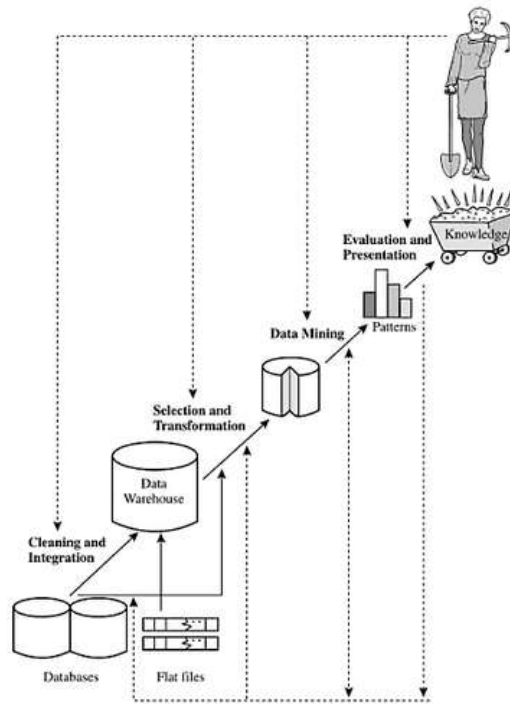 Knowledge
Evaluation and
Presentation
Patterns
Data Mining
Selection and
Transformation
Data
Warehouse
Cleaning and
Integration
Databases
Flat files